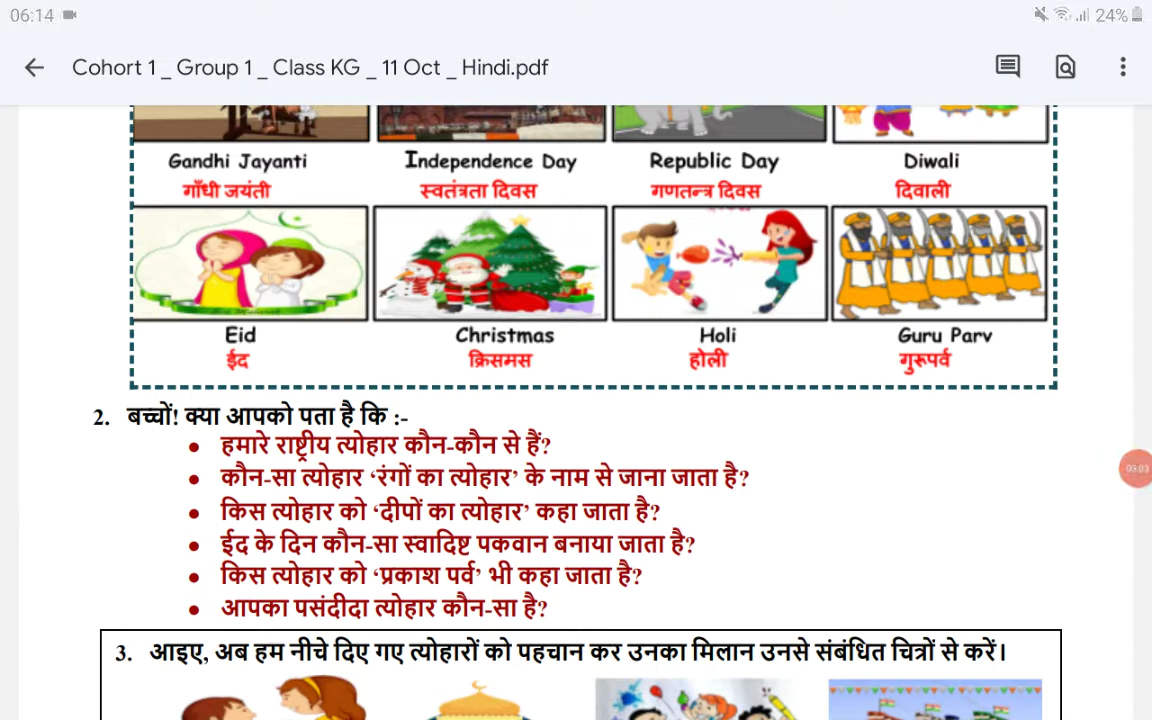 06:14
24%
Cohort 1 _ Group 1 _ Class KG _ 11 Oct _ Hindi.pdf
Gandhi Jayanti Independence Day Republic Day Diwali
गाँधी जयंती स्वतंत्रता दिवस गणतन्त्र दिवस दिवाली
Eid Christmas Holi Guru Parv
ईद क्रिसमस होली गुरूपर्व
2. बच्चों! क्या आपको पता है कि :-
• हमारे राष्ट्रीय त्योहार कौन-कौन से हैं?
• कौन-सा त्योहार ‘रंगों का त्योहार’ के नाम से जाना जाता है?
• किस त्योहार को ‘दीपों का त्योहार’ कहा जाता है?
• ईद के दिन कौन-सा स्वादिष्ट पकवान बनाया जाता है?
• किस त्योहार को ‘प्रकाश पर्व’ भी कहा जाता है?
• आपका पसंदीदा त्योहार कौन-सा है?
03:03
3. आइए, अब हम नीचे दिए गए त्योहारों को पहचान कर उनका मिलान उनसे संबंधित चित्रों से करें।